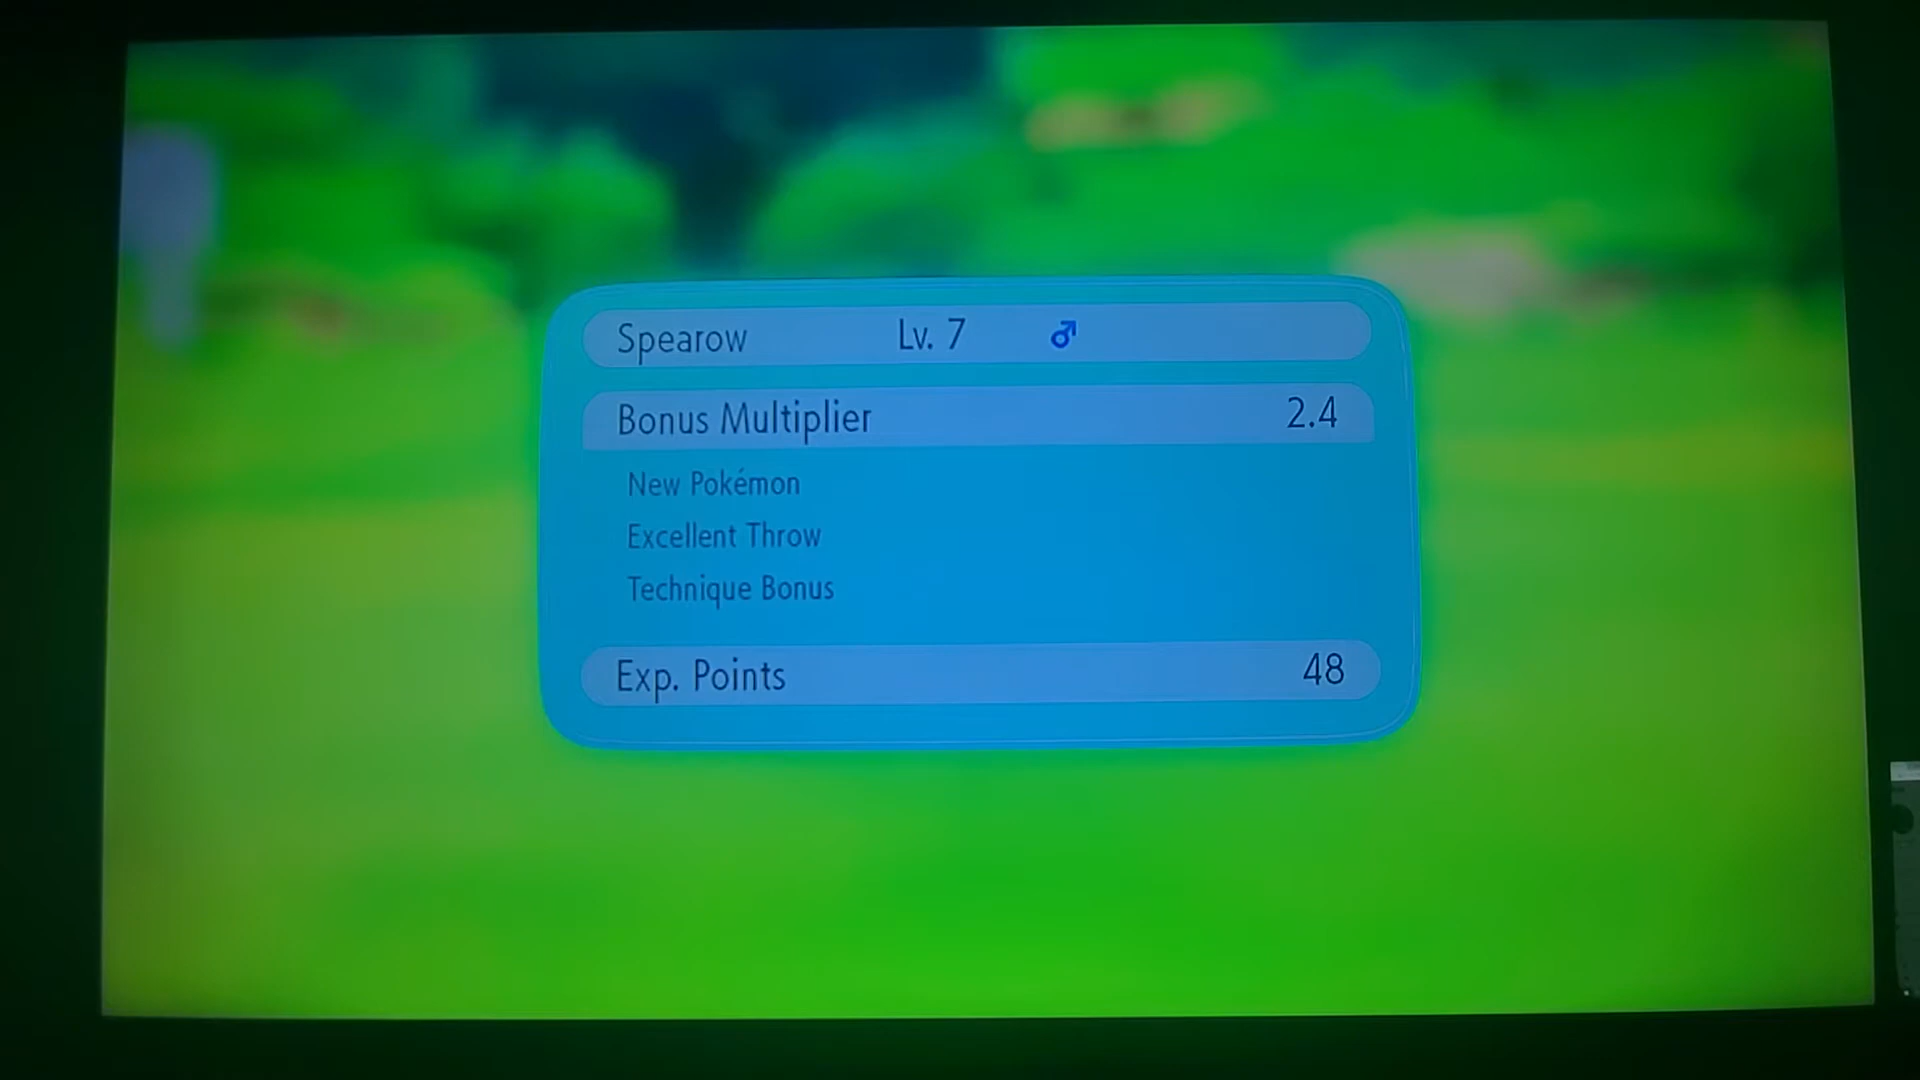 Spearow Lv. 7 ♂
Bonus Multiplier 2.4
New Pokémon
Excellent Throw
Technique Bonus
Exp. Points 48